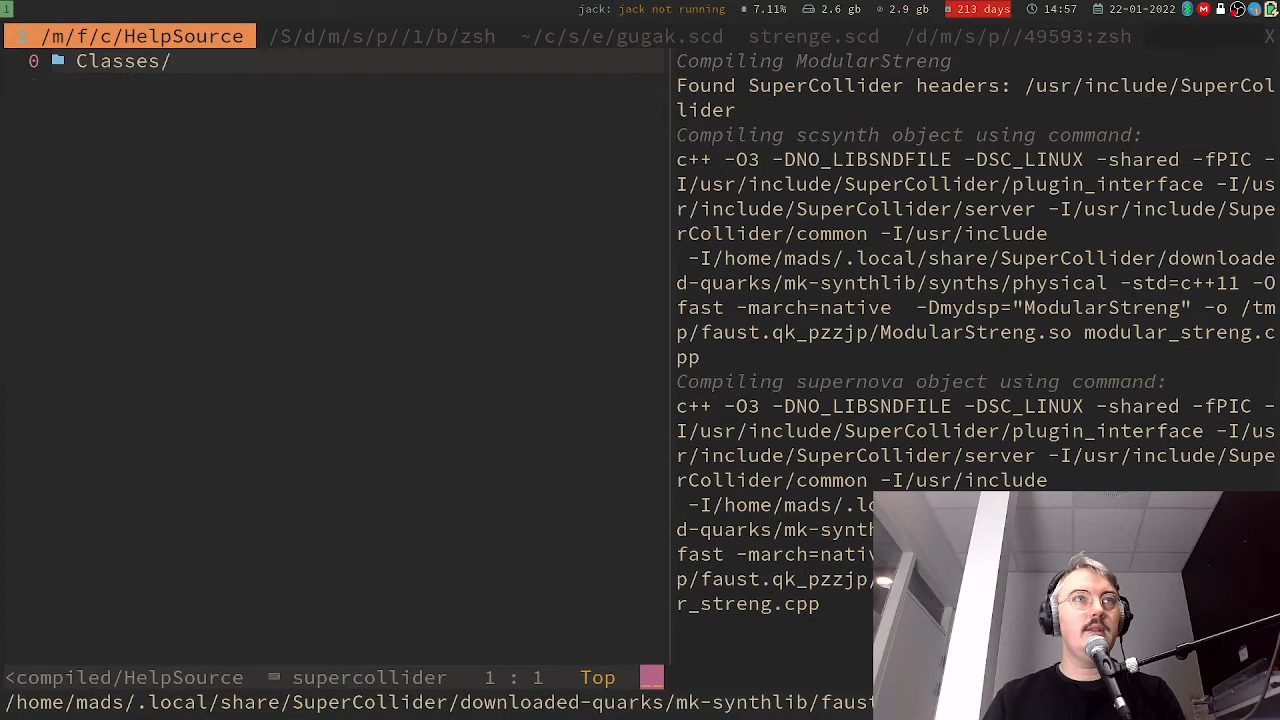 1
jack: jack not running
7.11%
2.6 gb
2.9 gb
213 days
14:57
22-01-2022
2 /m/f/c/HelpSource
/S/d/m/s/p//1/b/zsh
~/c/s/e/gugak.scd
strenge.scd
/d/m/s/p//49593:zsh
X
0 Classes/
Compiling ModularStreng
Found SuperCollider headers: /usr/include/SuperCol
lider
Compiling scsynth object using command:
c++ -O3 -DNO_LIBSNDFILE -DSC_LINUX -shared -fPIC -
I/usr/include/SuperCollider/plugin_interface -I/us
r/include/SuperCollider/server -I/usr/include/Supe
rCollider/common -I/usr/include
-I/home/mads/.local/share/SuperCollider/downloade
d-quarks/mk-synthlib/synths/physical -std=c++11 -O
fast -march=native  -Dmydsp="ModularStreng" -o /tm
p/faust.qk_pzzjp/ModularStreng.so modular_streng.c
pp
Compiling supernova object using command:
c++ -O3 -DNO_LIBSNDFILE -DSC_LINUX -shared -fPIC -
I/usr/include/SuperCollider/plugin_interface -I/us
r/include/SuperCollider/server -I/usr/include/Supe
rCollider/common -I/usr/include
-I/home/mads/.lo
d-quarks/mk-synth
fast -march=nativ
p/faust.qk_pzzjp/
r_streng.cpp
<compiled/HelpSource
supercollider
1 : 1
Top
/home/mads/.local/share/SuperCollider/downloaded-quarks/mk-synthlib/faus